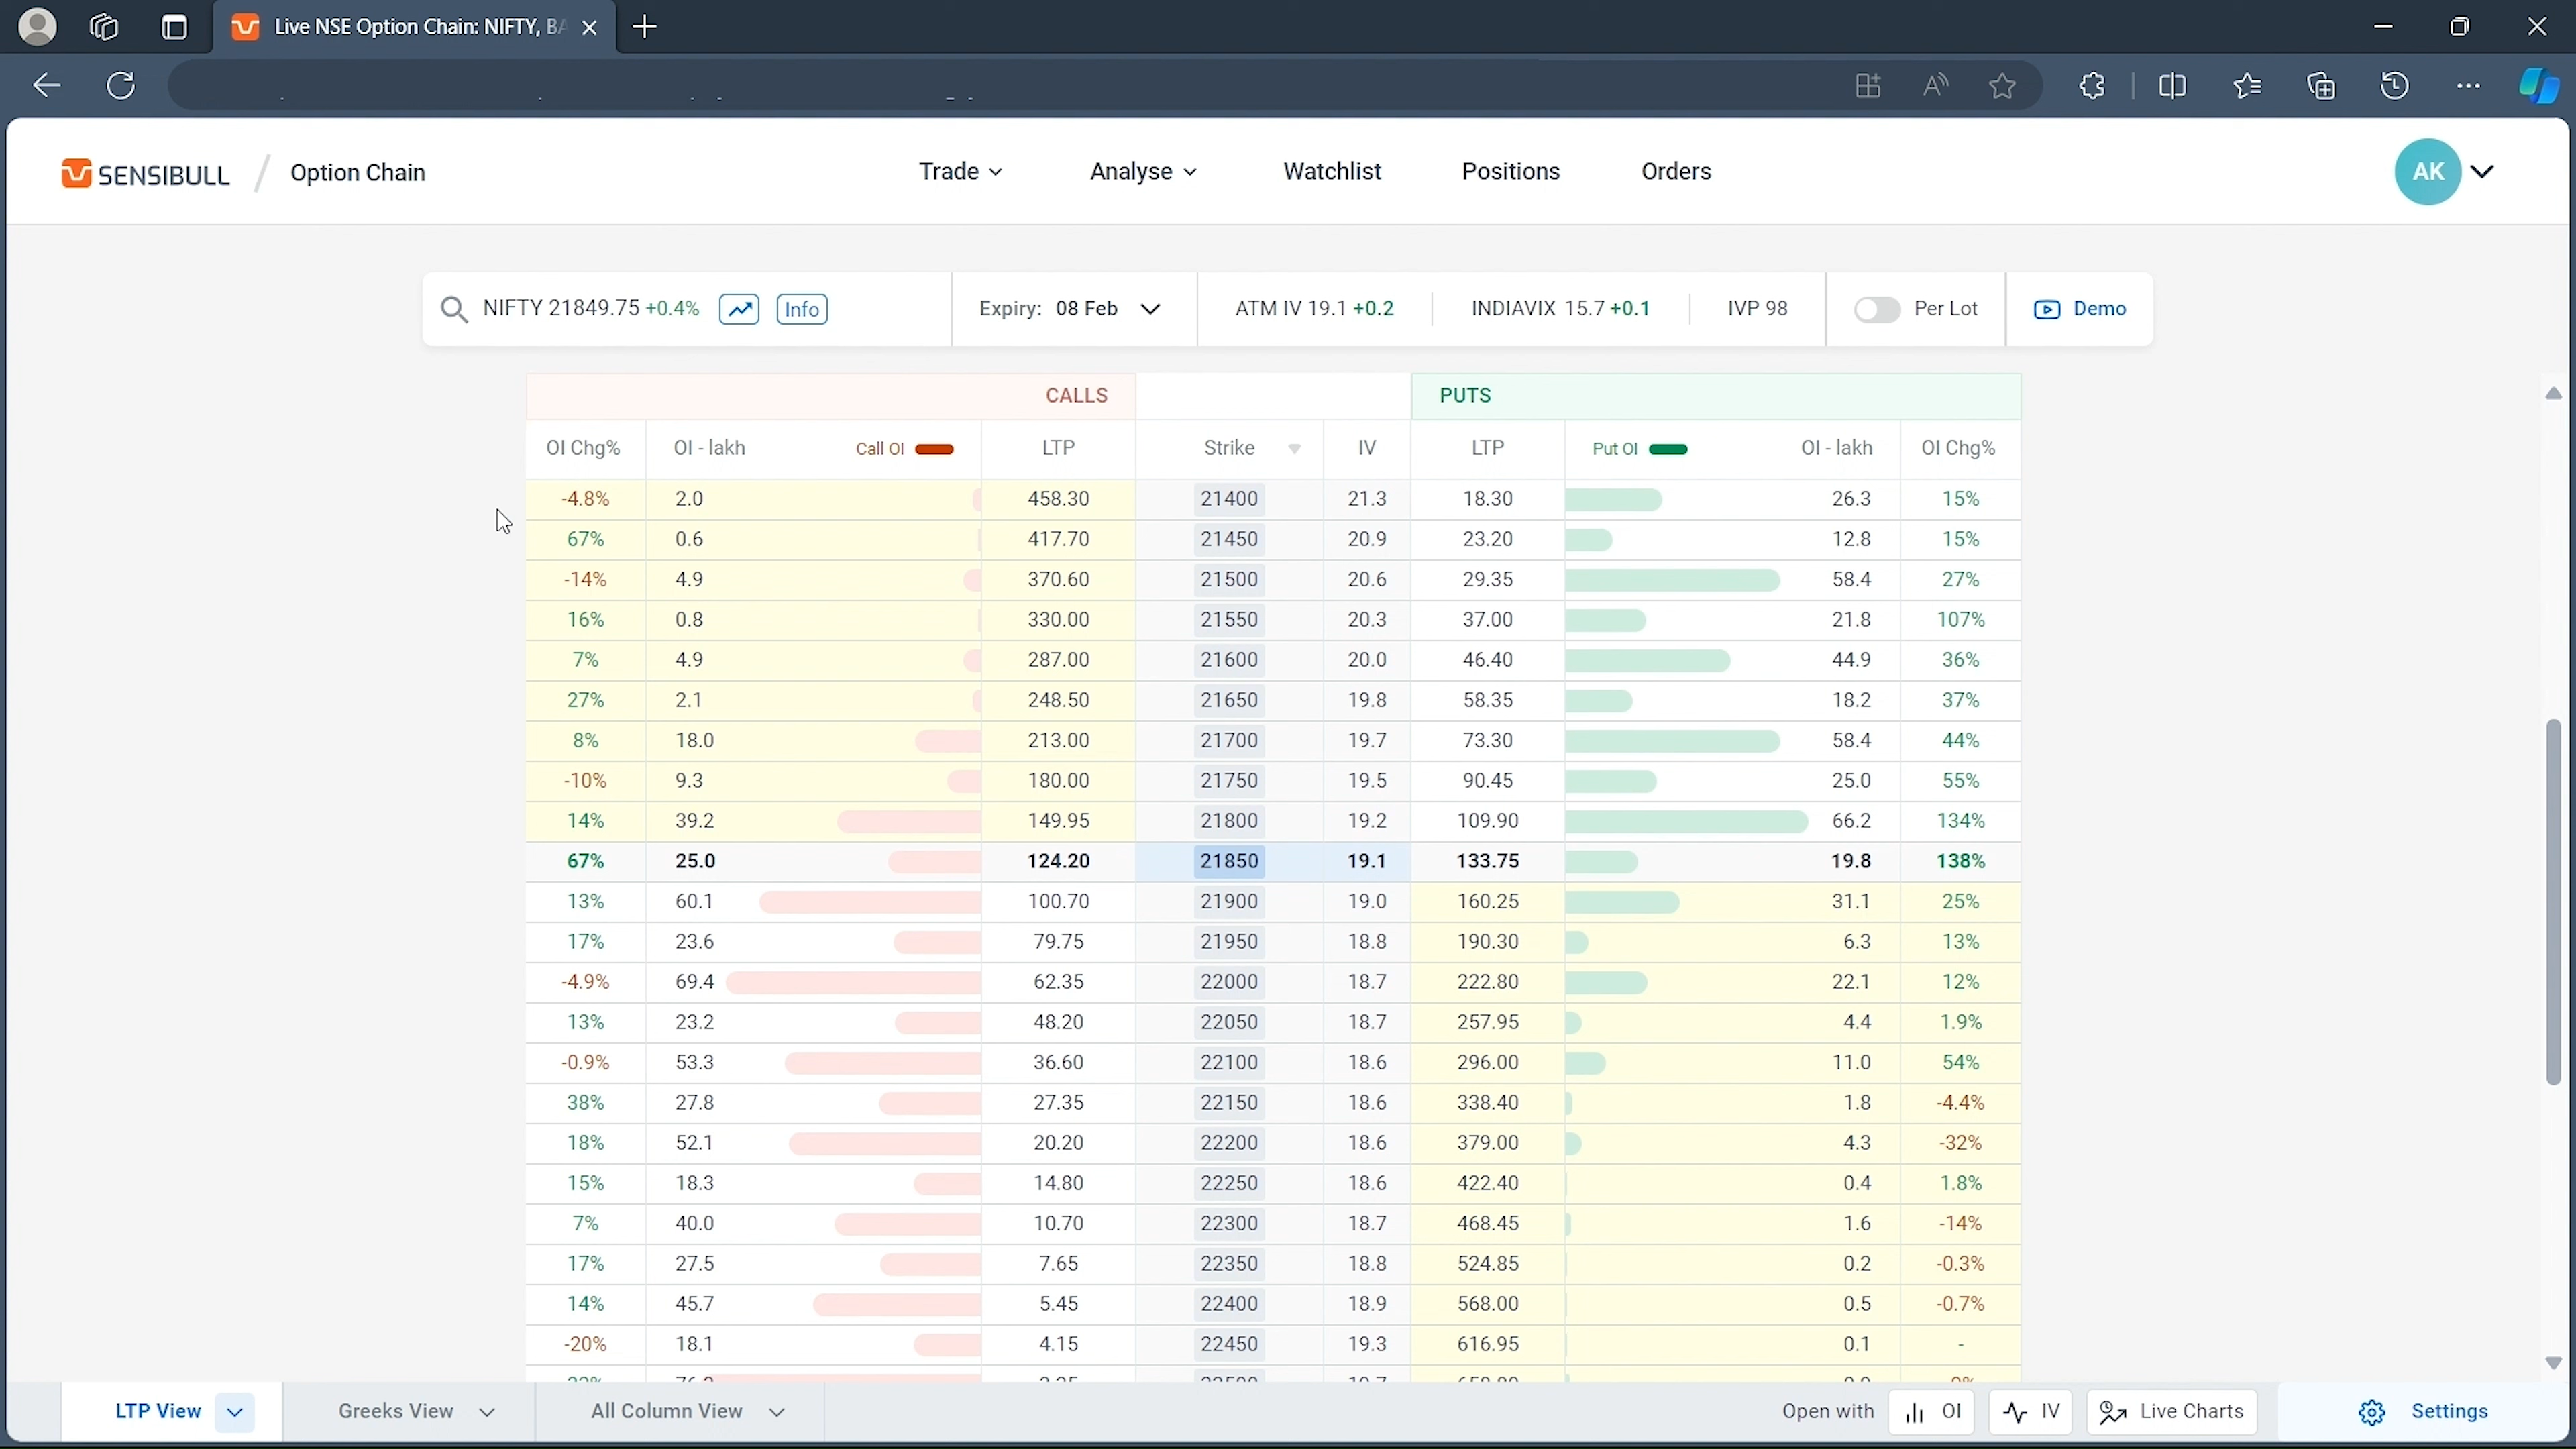 Live NSE Option Chain: NIFTY, BA
SENSIBULL / Option Chain Trade Analyse Watchlist Positions Orders AK
NIFTY 21849.75 +0.4% Info Expiry: 08 Feb ATM IV 19.1 +0.2 INDIAVIX 15.7 +0.1 IVP 98 Per Lot Demo
CALLS PUTS
OI Chg% OI - lakh Call OI LTP Strike IV LTP Put OI OI - lakh OI Chg%
-4.8% 2.0 458.30 21400 21.3 18.30 26.3 15%
67% 0.6 417.70 21450 20.9 23.20 12.8 15%
-14% 4.9 370.60 21500 20.6 29.35 58.4 27%
16% 0.8 330.00 21550 20.3 37.00 21.8 107%
7% 4.9 287.00 21600 20.0 46.40 44.9 36%
27% 2.1 248.50 21650 19.8 58.35 18.2 37%
8% 18.0 213.00 21700 19.7 73.30 58.4 44%
-10% 9.3 180.00 21750 19.5 90.45 25.0 55%
14% 39.2 149.95 21800 19.2 109.90 66.2 134%
67% 25.0 124.20 21850 19.1 133.75 19.8 138%
13% 60.1 100.70 21900 19.0 160.25 31.1 25%
17% 23.6 79.75 21950 18.8 190.30 6.3 13%
-4.9% 69.4 62.35 22000 18.7 222.80 22.1 12%
13% 23.2 48.20 22050 18.7 257.95 4.4 1.9%
-0.9% 53.3 36.60 22100 18.6 296.00 11.0 54%
38% 27.8 27.35 22150 18.6 338.40 1.8 -4.4%
18% 52.1 20.20 22200 18.6 379.00 4.3 -32%
15% 18.3 14.80 22250 18.6 422.40 0.4 1.8%
7% 40.0 10.70 22300 18.7 468.45 1.6 -14%
17% 27.5 7.65 22350 18.8 524.85 0.2 -0.3%
14% 45.7 5.45 22400 18.9 568.00 0.5 -0.7%
-20% 18.1 4.15 22450 19.3 616.95 0.1 -
LTP View Greeks View All Column View Open with OI IV Live Charts Settings